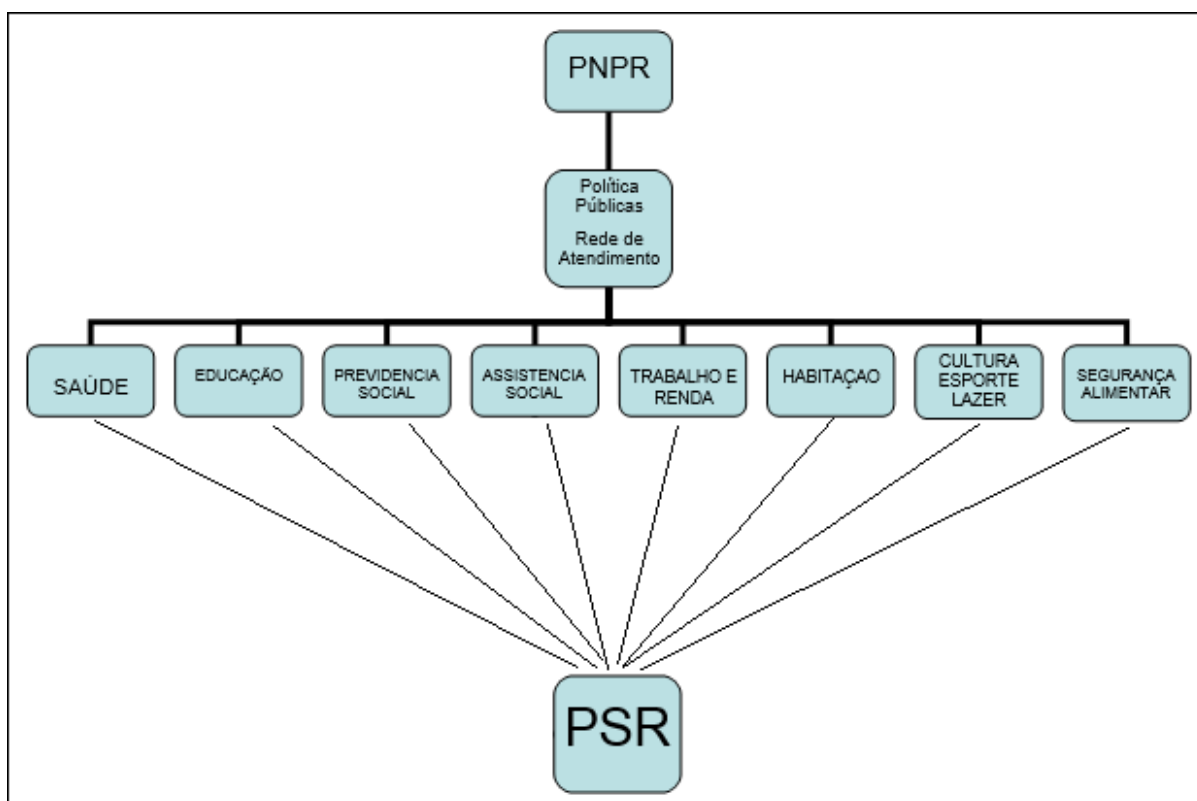 PNPR
Política
Públicas
Rede de
Atendimento
SAÚDE
EDUCAÇÃO
PREVIDENCIA
SOCIAL
ASSISTENCIA
SOCIAL
TRABALHO E
RENDA
HABITAÇAO
CULTURA
ESPORTE
LAZER
SEGURANÇA
ALIMENTAR
PSR